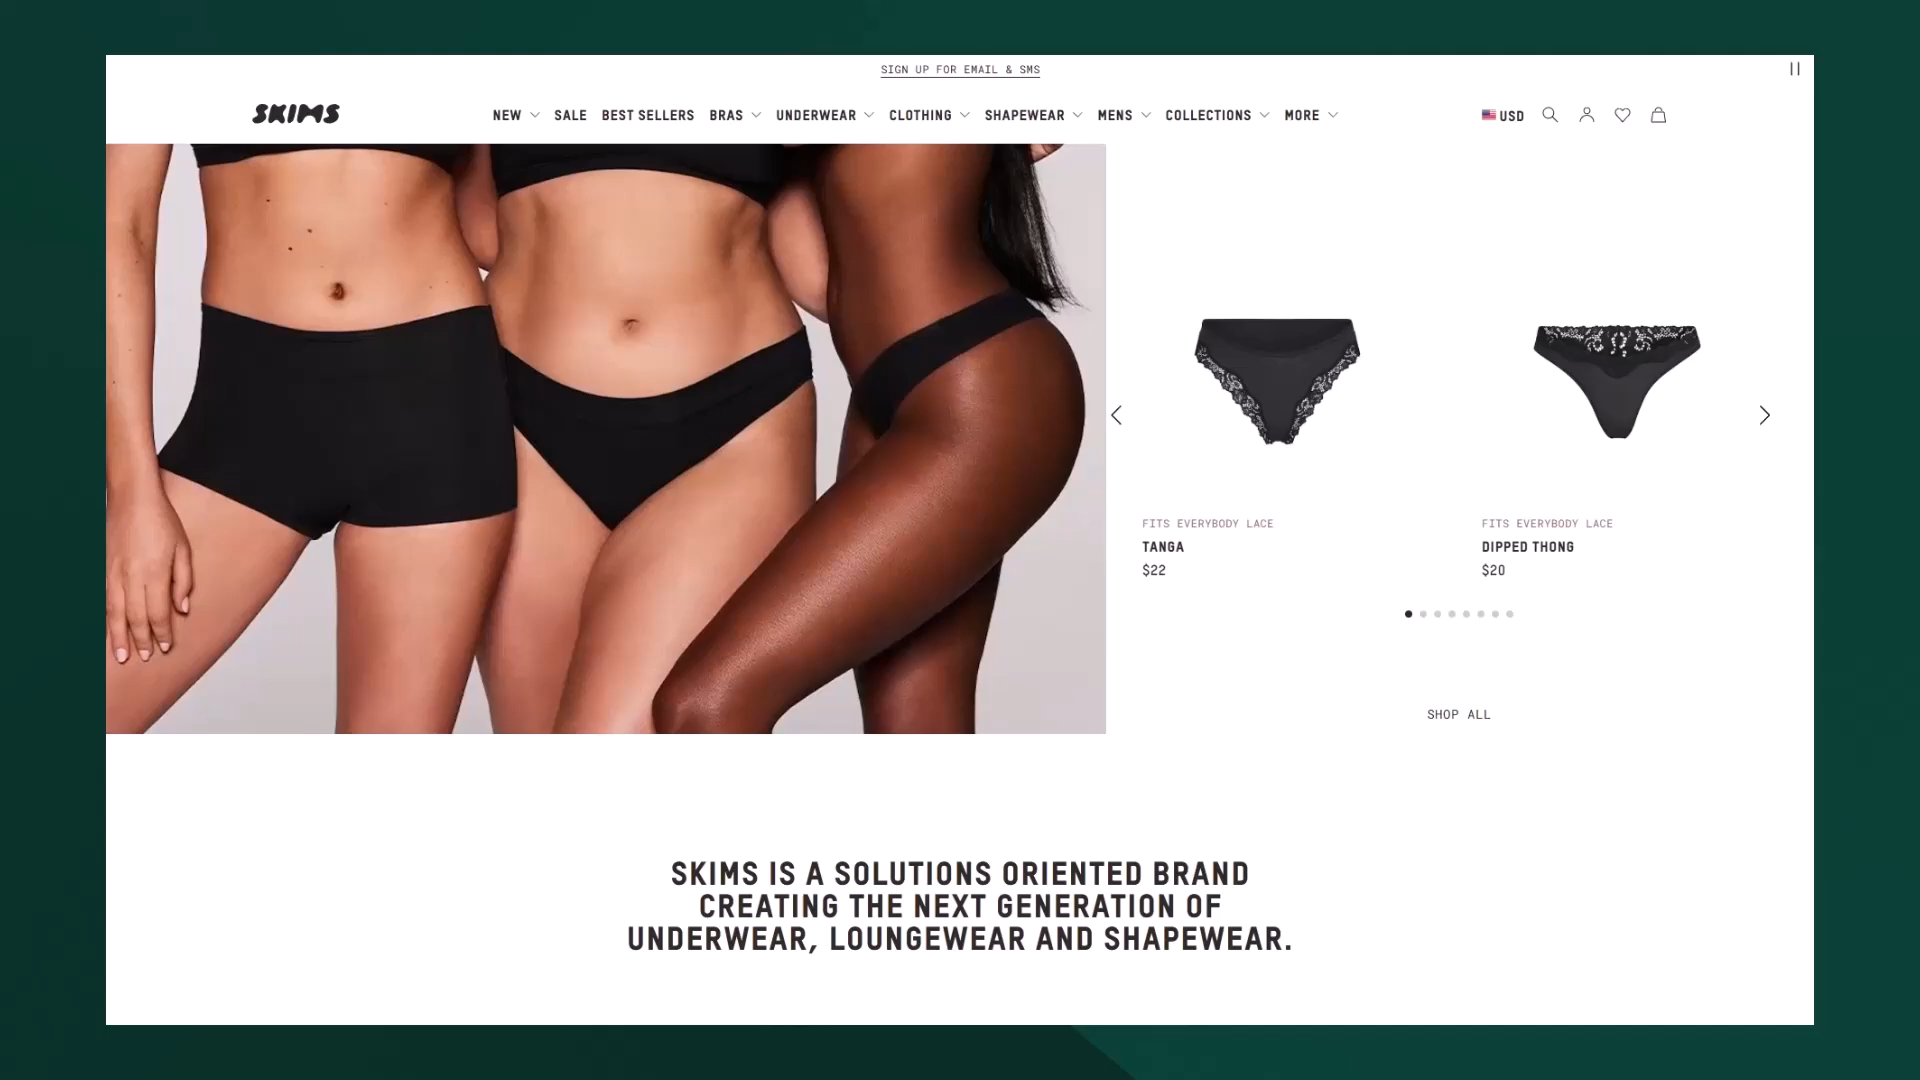 SIGN UP FOR EMAIL & SMS
SKIMS
NEW SALE BEST SELLERS BRAS UNDERWEAR CLOTHING SHAPEWEAR MENS COLLECTIONS MORE
USD
FITS EVERYBODY LACE
TANGA
$22
FITS EVERYBODY LACE
DIPPED THONG
$20
SHOP ALL
SKIMS IS A SOLUTIONS ORIENTED BRAND
CREATING THE NEXT GENERATION OF
UNDERWEAR, LOUNGEWEAR AND SHAPEWEAR.